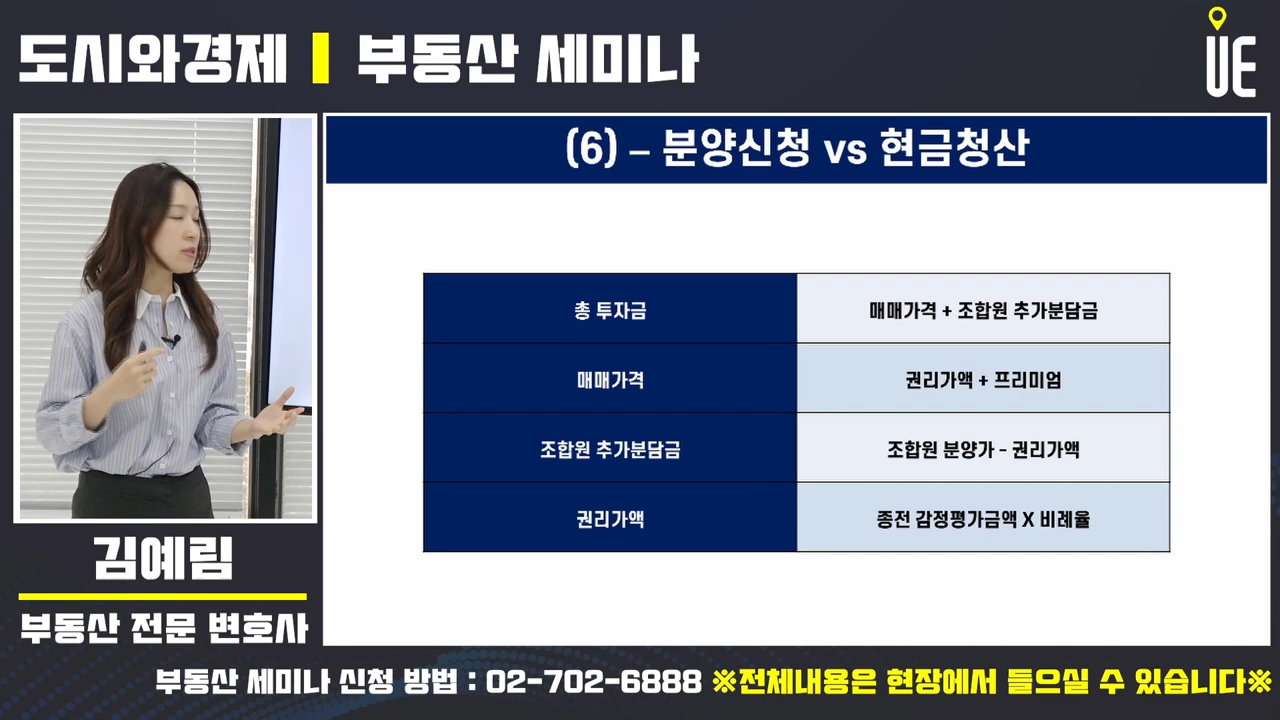 도시와경제 | 부동산 세미나
UE
(6) – 분양신청 vs 현금청산
총 투자금
매매가격 + 조합원 추가분담금
매매가격
권리가액 + 프리미엄
조합원 추가분담금
조합원 분양가 - 권리가액
권리가액
종전 감정평가금액 X 비례율
김예림
부동산 전문 변호사
부동산 세미나 신청 방법 : 02-702-6888 ※전체내용은 현장에서 들으실 수 있습니다※